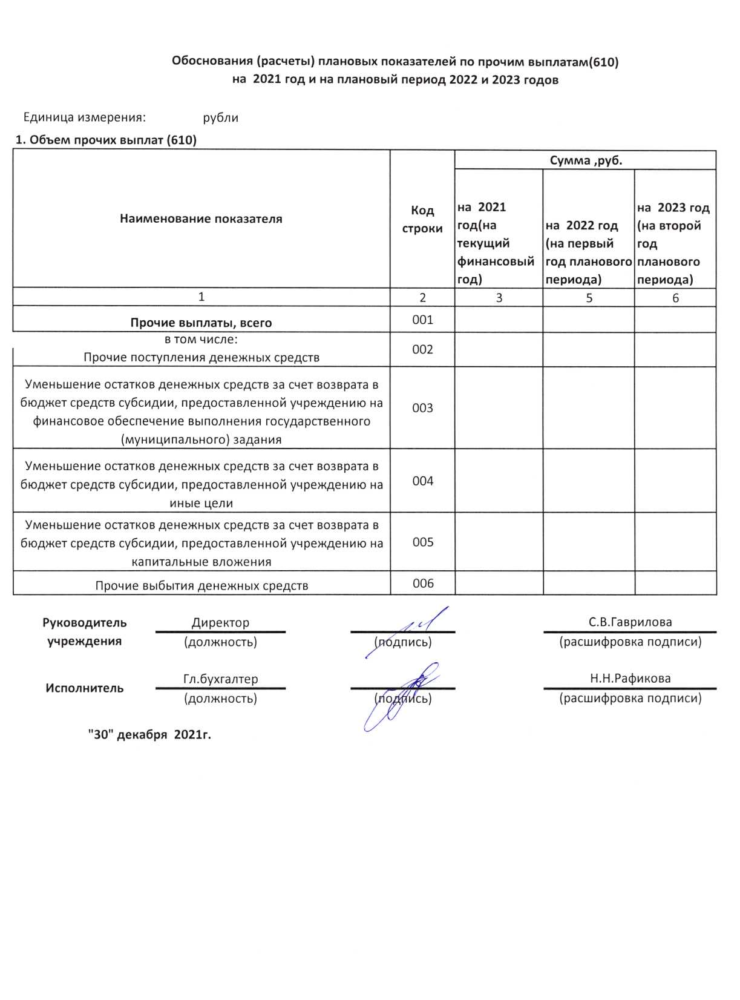 Обоснования (расчеты) плановых показателей по прочим выплатам(610)
на 2021 год и на плановый период 2022 и 2023 годов
Единица измерения: рубли
1. Объем прочих выплат (610)
Наименование показателя
Код
строки
Сумма ,руб.
на 2021
год(на
текущий
финансовый
год)
на 2022 год
(на первый
год планового
периода)
на 2023 год
(на второй
год
планового
периода)
1 2 3 5 6
Прочие выплаты, всего 001
в том числе:
Прочие поступления денежных средств 002
Уменьшение остатков денежных средств за счет возврата в
бюджет средств субсидии, предоставленной учреждению на
финансовое обеспечение выполнения государственного
(муниципального) задания
003
Уменьшение остатков денежных средств за счет возврата в
бюджет средств субсидии, предоставленной учреждению на
иные цели
004
Уменьшение остатков денежных средств за счет возврата в
бюджет средств субсидии, предоставленной учреждению на
капитальные вложения
005
Прочие выбытия денежных средств 006
Руководитель
учреждения
Директор
(должность)
(подпись)
С.В.Гаврилова
(расшифровка подписи)
Исполнитель
Гл.бухгалтер
(должность)
(подпись)
Н.Н.Рафикова
(расшифровка подписи)
"30" декабря 2021г.